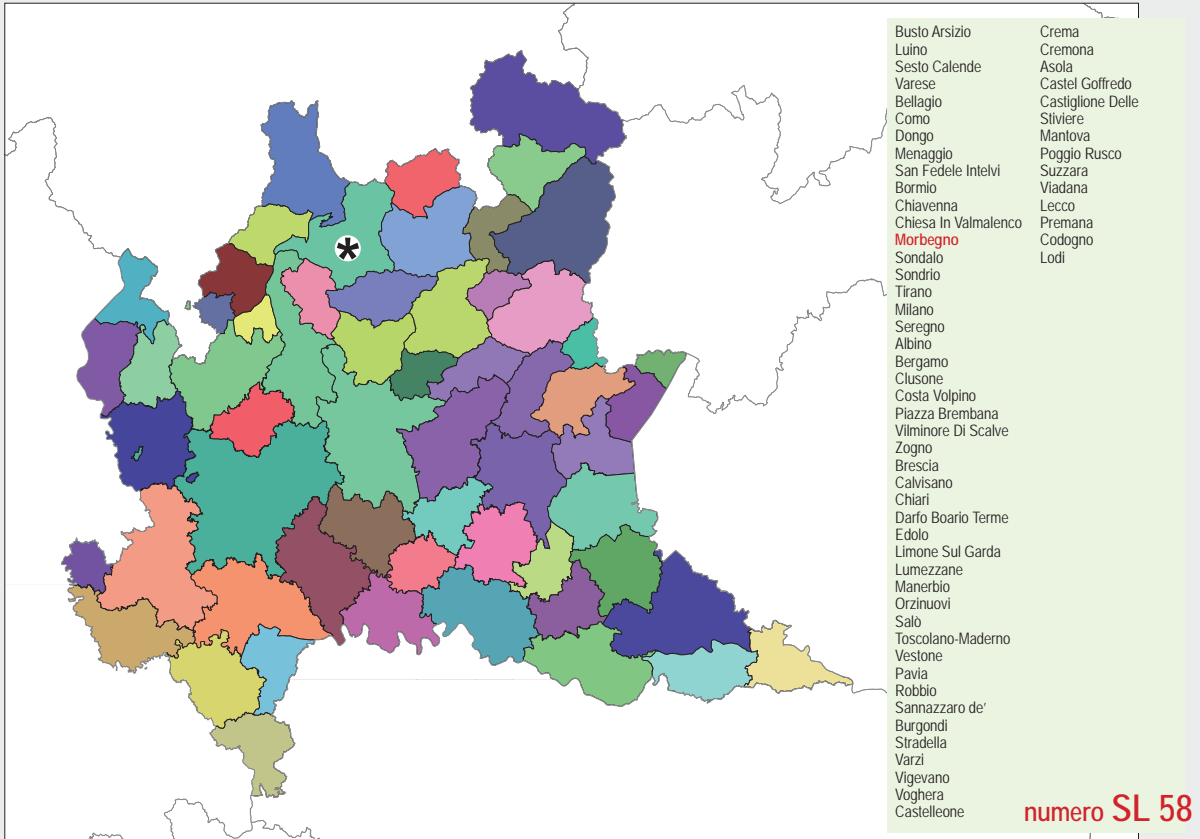 Busto Arsizio
Luino
Sesto Calende
Varese
Bellagio
Como
Dongo
Menaggio
San Fedele Intelvi
Bormio
Chiavenna
Chiesa In Valmalenco
Morbegno
Sondalo
Sondrio
Tirano
Milano
Seregno
Albino
Bergamo
Clusone
Costa Volpino
Piazza Brembana
Vilminore Di Scalve
Zogno
Brescia
Calvisano
Chiari
Darfo Boario Terme
Edolo
Limone Sul Garda
Lumezzane
Manerbio
Orzinuovi
Salò
Toscolano-Maderno
Vestone
Pavia
Robbio
Sannazzaro de'
Burgondi
Stradella
Varzi
Vigevano
Voghera
Castelleone
Crema
Cremona
Asola
Castel Goffredo
Castiglione Delle
Stiviere
Mantova
Poggio Rusco
Suzzara
Viadana
Lecco
Premana
Codogno
Lodi
numero SL 58